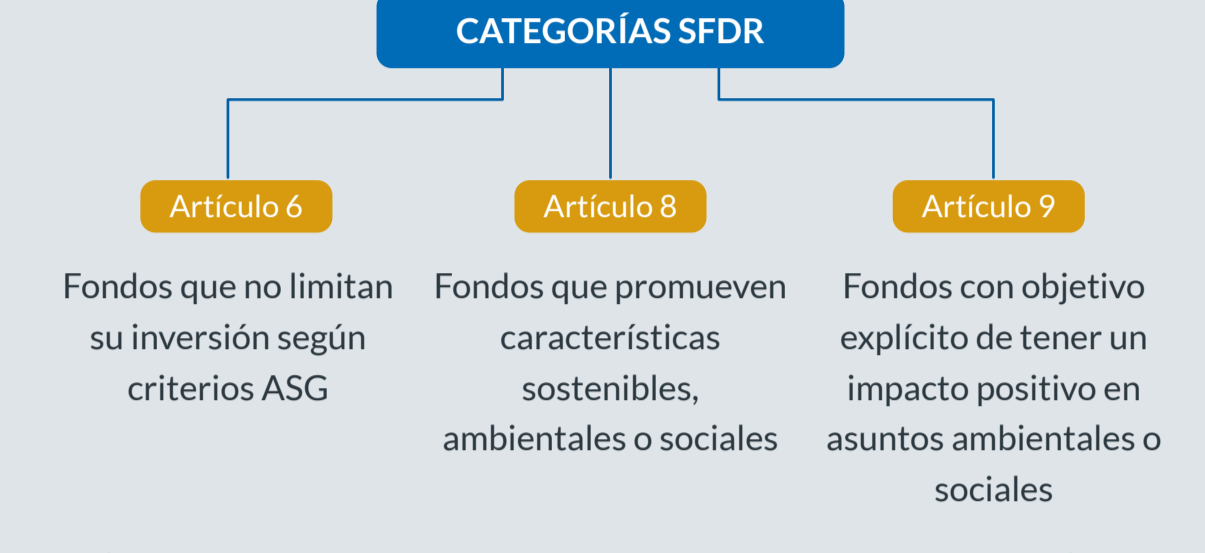 CATEGORÍAS SFDR
Artículo 6
Fondos que no limitan
su inversión según
criterios ASG
Artículo 8
Fondos que promueven
características
sostenibles,
ambientales o sociales
Artículo 9
Fondos con objetivo
explícito de tener un
impacto positivo en
asuntos ambientales o
sociales